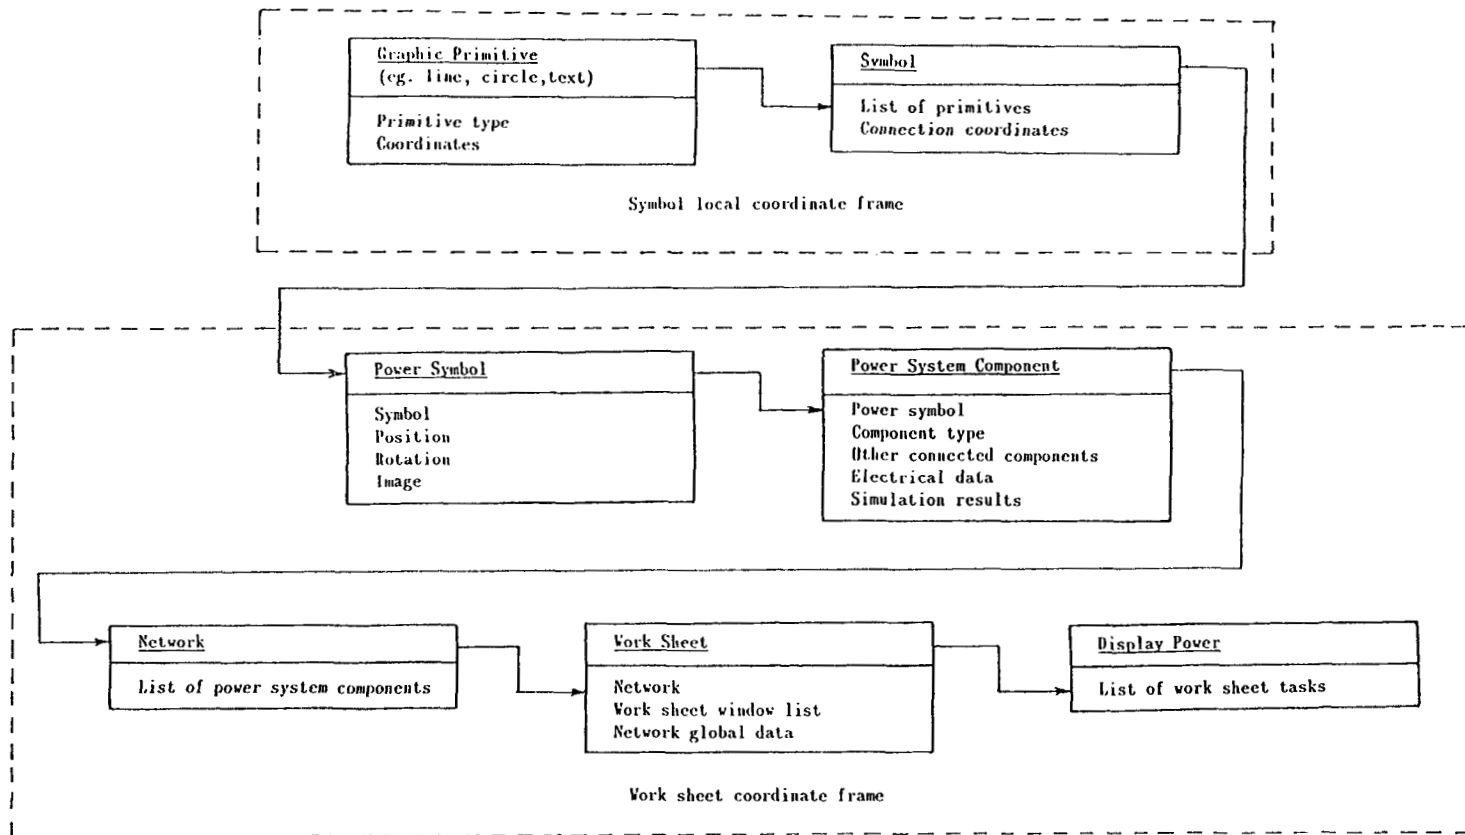 Graphic Primitive
(eg. line, circle,text)
Primitive type
Coordinates
Symbol
List of primitives
Connection coordinates
Symbol local coordinate frame
Power Symbol
Symbol
Position
Rotation
Image
Power System Component
Power symbol
Component type
Other connected components
Electrical data
Simulation results
Network
List of power system components
Work Sheet
Network
Work sheet window list
Network global data
Display Power
List of work sheet tasks
Work sheet coordinate frame